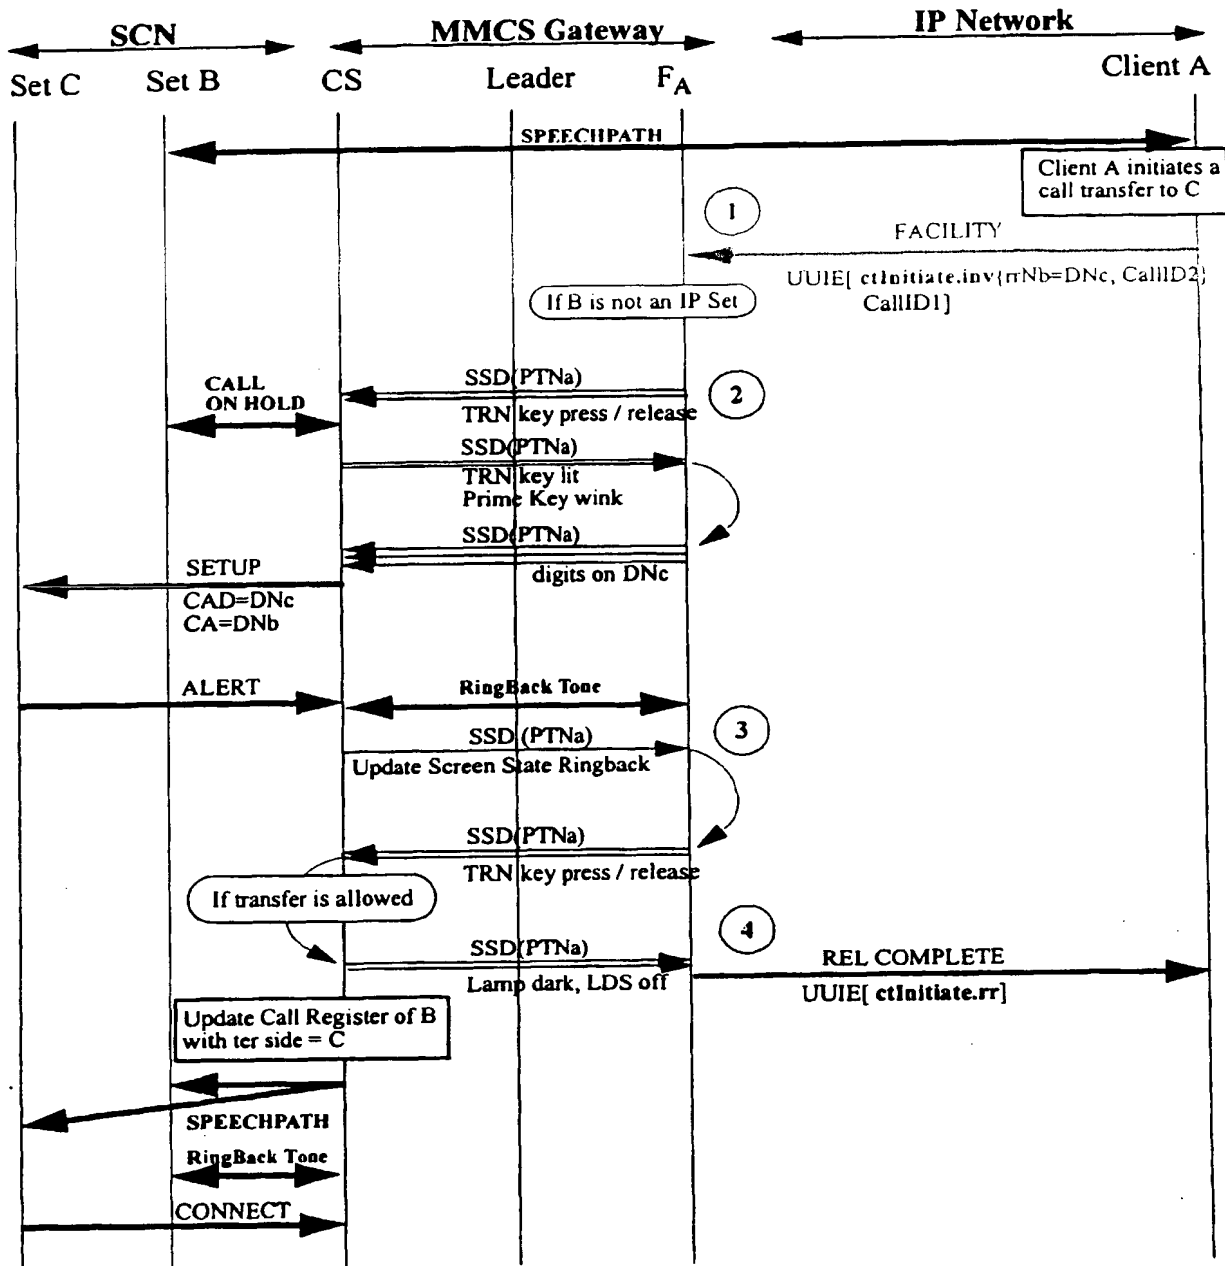 SCN
MMCS Gateway
IP Network
Set C
Set B
CS
Leader
FA
Client A
SPEECHPATH
Client A initiates a
call transfer to C
1
FACILITY
UUIE[ ctInitiate.inv{rrNb=DNc, CallID2}
CallID1]
If B is not an IP Set
CALL
ON HOLD
SSD(PTNa)
TRN key press / release
2
SSD(PTNa)
TRN key lit
Prime Key wink
SSD(PTNa)
digits on DNc
SETUP
CAD=DNc
CA=DNb
ALERT
RingBack Tone
SSD (PTNa)
Update Screen State Ringback
3
SSD(PTNa)
TRN key press / release
If transfer is allowed
4
SSD(PTNa)
Lamp dark, LDS off
REL COMPLETE
UUIE[ ctInitiate.rr]
Update Call Register of B
with ter side = C
SPEECHPATH
RingBack Tone
CONNECT